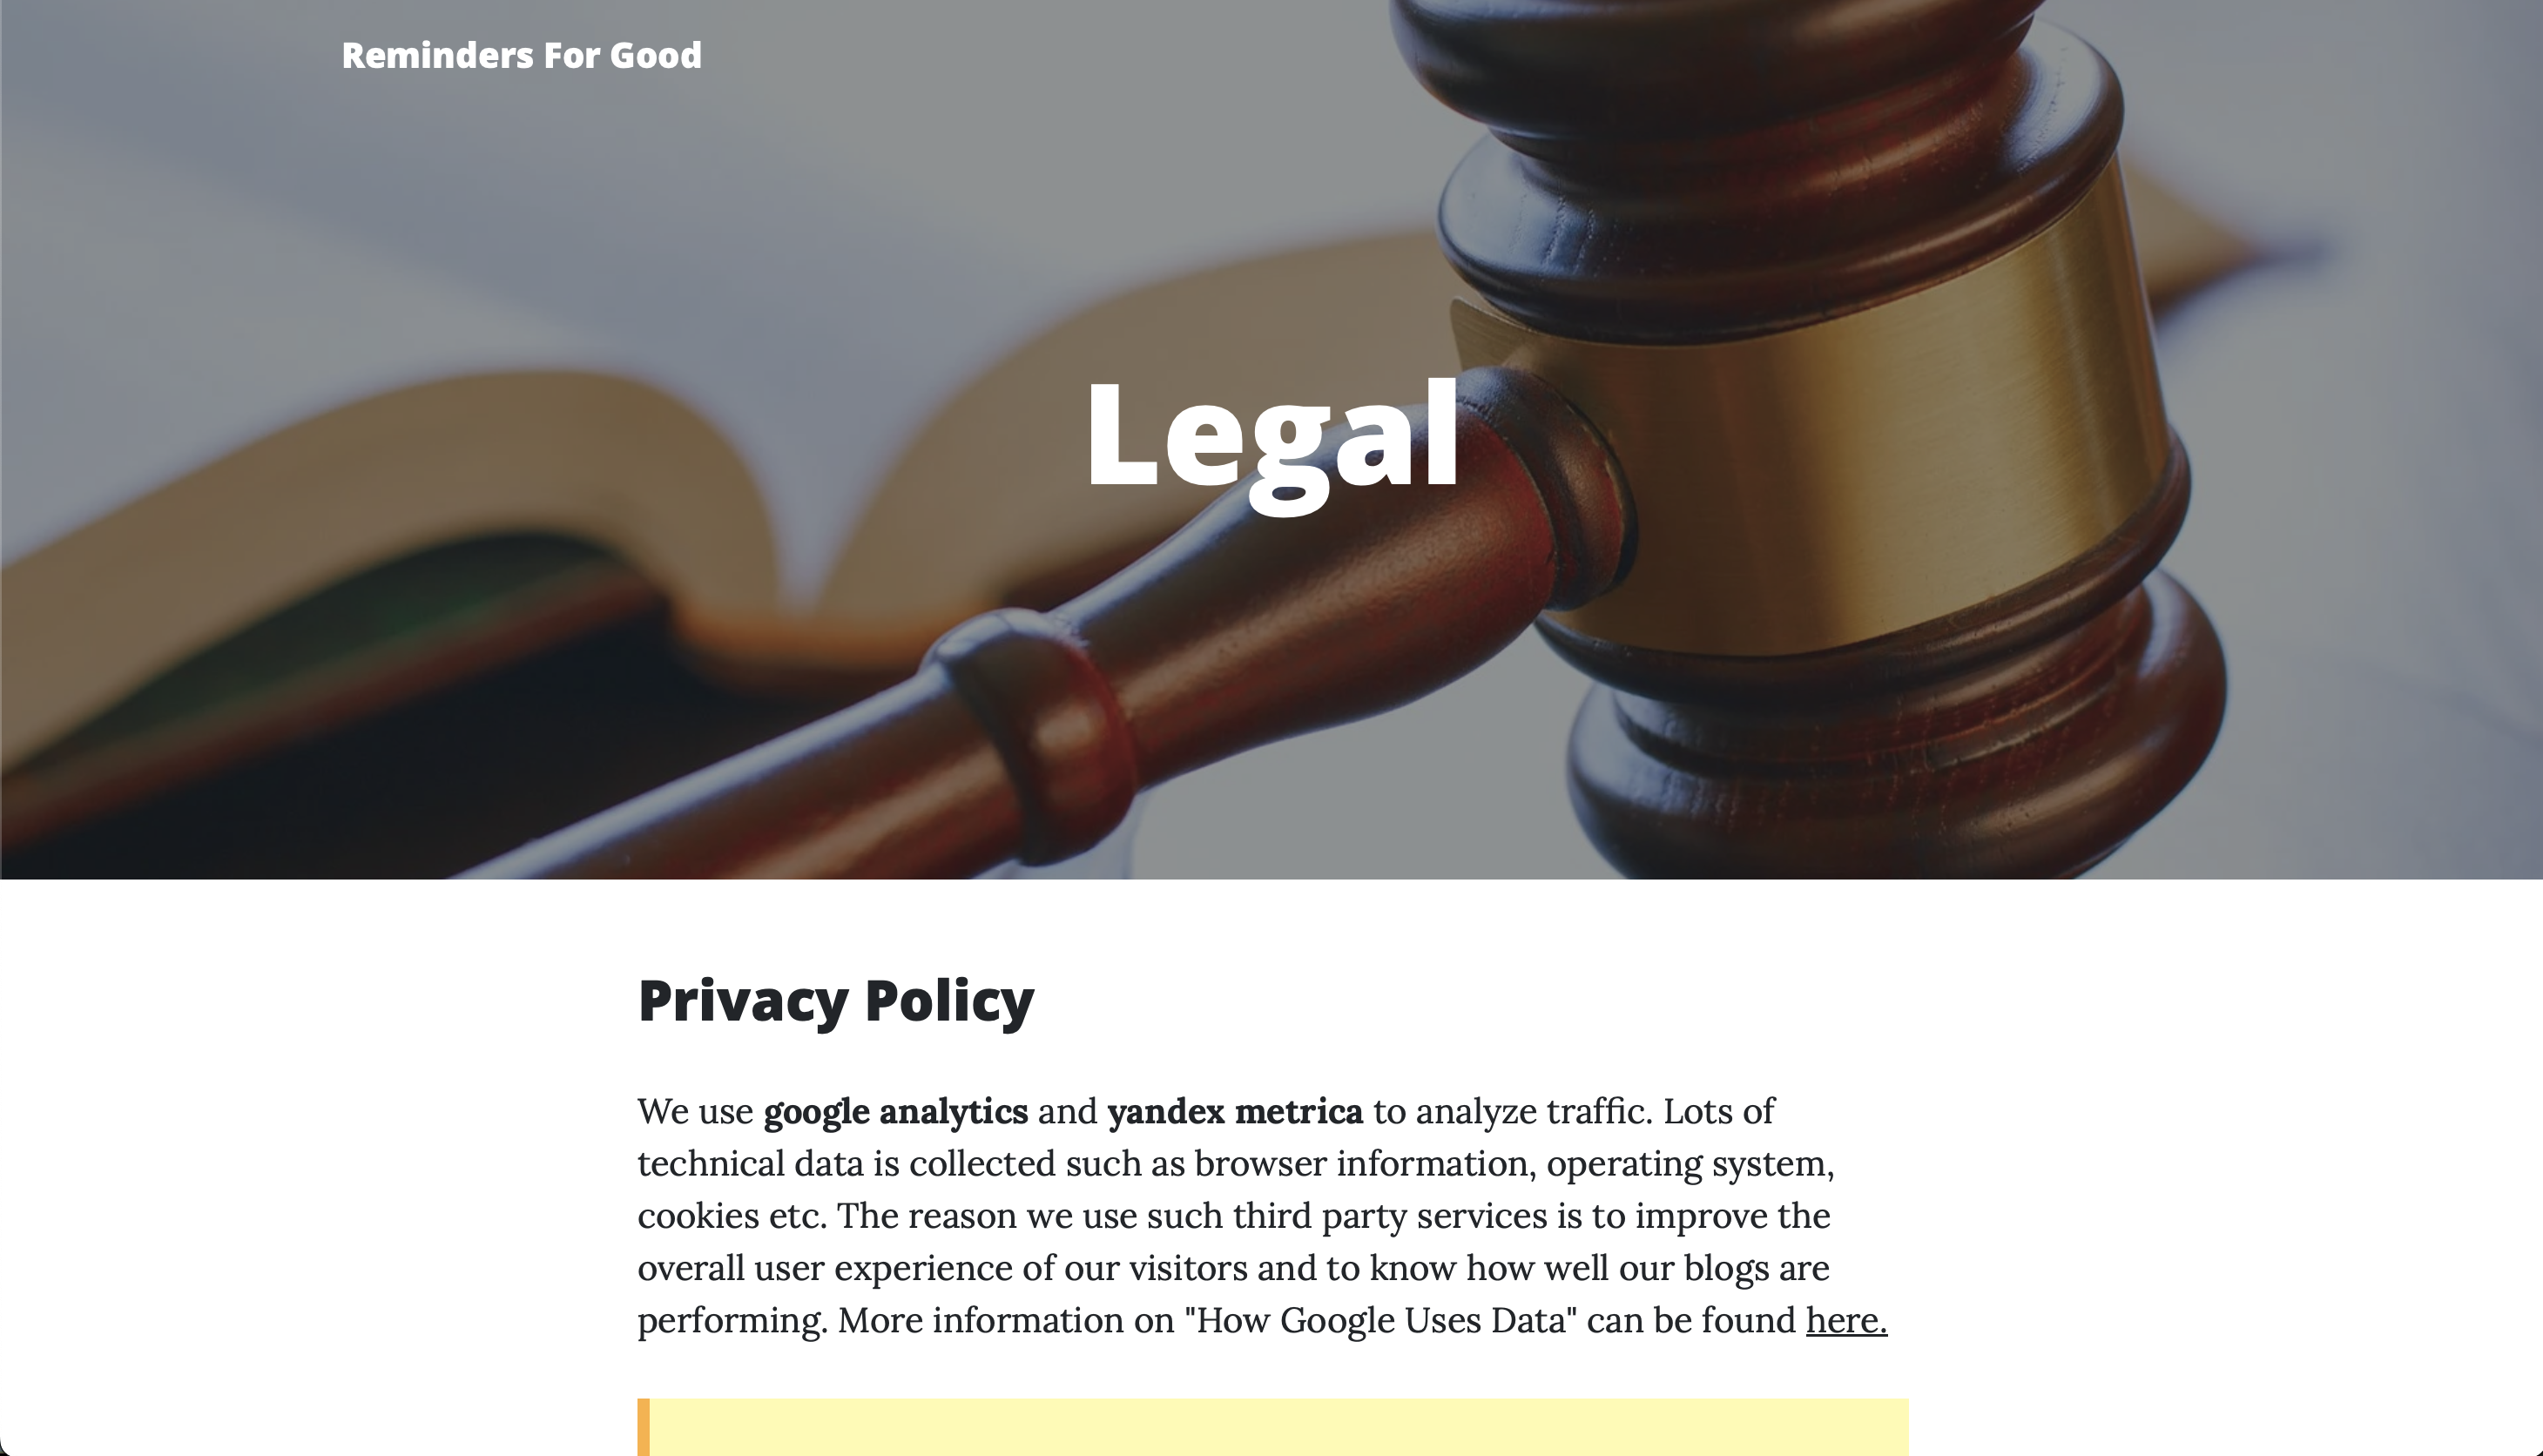 Reminders For Good
Legal
Privacy Policy
We use google analytics and yandex metrica to analyze traffic. Lots of
technical data is collected such as browser information, operating system,
cookies etc. The reason we use such third party services is to improve the
overall user experience of our visitors and to know how well our blogs are
performing. More information on "How Google Uses Data" can be found here.